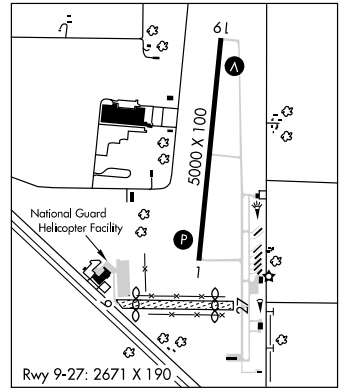 19
V
5000 X 100
National Guard
Helicopter Facility
P
1
9
27
Rwy 9-27: 2671 X 190